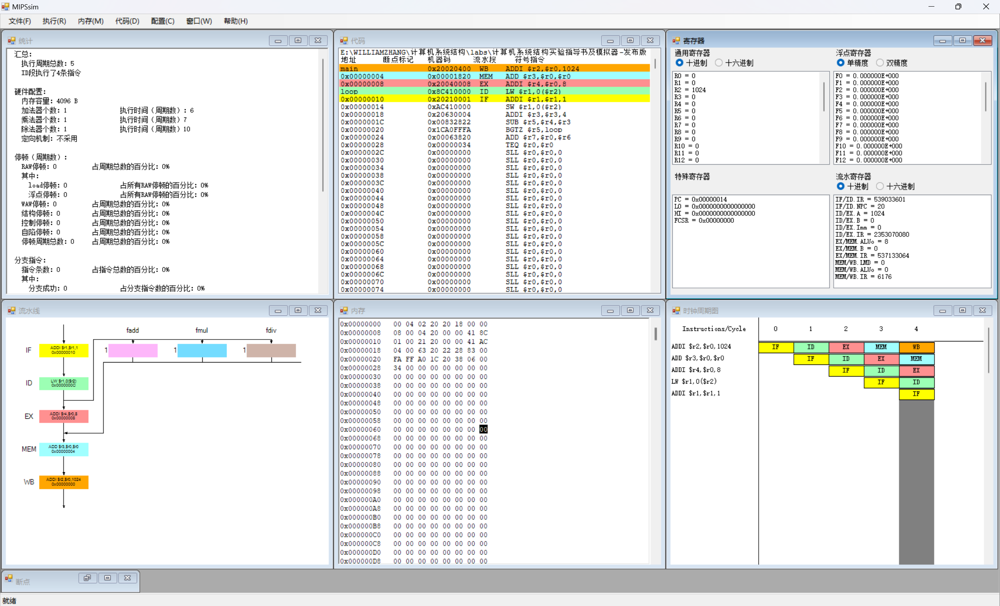 MIPSsim
文件(F) 执行(R) 内存(M) 代码(D) 配置(C) 窗口(W) 帮助(H)
统计
汇总:
执行周期总数: 5
ID段执行了4条指令
硬件配置:
内存容量: 4096 B
加法器个数: 1 执行时间（周期数）: 6
乘法器个数: 1 执行时间（周期数）7
除法器个数: 1 执行时间（周期数）10
定向机制: 不采用
停顿（周期数）:
RAW停顿: 0 占周期总数的百分比: 0%
其中:
load停顿: 0 占所有RAW停顿的百分比: 0%
浮点停顿: 0 占所有RAW停顿的百分比: 0%
WAW停顿: 0 占周期总数的百分比: 0%
结构停顿: 0 占周期总数的百分比: 0%
控制停顿: 0 占周期总数的百分比: 0%
自陷停顿: 0 占周期总数的百分比: 0%
停顿周期总数: 0 占周期总数的百分比: 0%
分支指令:
指令条数: 0 占指令总数的百分比: 0%
其中:
分支成功: 0 占分支指令数的百分比: 0%
代码
E:\WILLIAMZHANG\计算机系统结构\labs\计算机系统结构实验指导书及模拟器-发布版
地址 断点标记 机器码 流水段 符号指令
main 0x20020400 WB ADDI $r2,$r0,1024
0x00000004 0x00001820 MEM ADD $r3,$r0,$r0
0x00000008 0x20040008 EX ADDI $r4,$r0,8
loop 0x8C410000 ID LW $r1,0($r2)
0x00000010 0x20210001 IF ADDI $r1,$r1,1
0x00000014 0xAC410000 SW $r1,0($r2)
0x00000018 0x20630004 ADDI $r3,$r3,4
0x0000001C 0x00832822 SUB $r5,$r4,$r3
0x00000020 0x1CA0FFFA BGTZ $r5,loop
0x00000024 0x00063820 ADD $r7,$r0,$r6
0x00000028 0x00000034 TEQ $r0,$r0
0x0000002C 0x00000000 SLL $r0,$r0,0
0x00000030 0x00000000 SLL $r0,$r0,0
0x00000034 0x00000000 SLL $r0,$r0,0
0x00000038 0x00000000 SLL $r0,$r0,0
0x0000003C 0x00000000 SLL $r0,$r0,0
0x00000040 0x00000000 SLL $r0,$r0,0
0x00000044 0x00000000 SLL $r0,$r0,0
0x00000048 0x00000000 SLL $r0,$r0,0
0x0000004C 0x00000000 SLL $r0,$r0,0
0x00000050 0x00000000 SLL $r0,$r0,0
0x00000054 0x00000000 SLL $r0,$r0,0
0x00000058 0x00000000 SLL $r0,$r0,0
0x0000005C 0x00000000 SLL $r0,$r0,0
0x00000060 0x00000000 SLL $r0,$r0,0
0x00000064 0x00000000 SLL $r0,$r0,0
0x00000068 0x00000000 SLL $r0,$r0,0
0x0000006C 0x00000000 SLL $r0,$r0,0
0x00000070 0x00000000 SLL $r0,$r0,0
0x00000074 0x00000000 SLL $r0,$r0,0
寄存器
通用寄存器
十进制 十六进制
R0 = 0
R1 = 0
R2 = 1024
R3 = 0
R4 = 0
R5 = 0
R6 = 0
R7 = 0
R8 = 0
R9 = 0
R10 = 0
R11 = 0
R12 = 0
浮点寄存器
单精度 双精度
F0 = 0.000000E+000
F1 = 0.000000E+000
F2 = 0.000000E+000
F3 = 0.000000E+000
F4 = 0.000000E+000
F5 = 0.000000E+000
F6 = 0.000000E+000
F7 = 0.000000E+000
F8 = 0.000000E+000
F9 = 0.000000E+000
F10 = 0.000000E+000
F11 = 0.000000E+000
F12 = 0.000000E+000
特殊寄存器
PC = 0x00000014
LO = 0x0000000000000000
HI = 0x0000000000000000
FCSR = 0x00000000
流水寄存器
十进制 十六进制
IF/ID.IR = 539033601
IF/ID.NPC = 20
ID/EX.A = 1024
ID/EX.B = 0
ID/EX.Imm = 0
ID/EX.IR = 2353070080
EX/MEM.ALUo = 8
EX/MEM.B = 0
EX/MEM.IR = 537133064
MEM/WB.LMD = 0
MEM/WB.ALUo = 0
MEM/WB.IR = 6176
流水线
fadd fmul fdiv
IF ADDI $r1,$r1,1
0x00000010
1 1 1
ID LW $r1,0($r2)
0x0000000C
EX ADDI $r4,$r0,8
0x00000008
MEM ADD $r3,$r0,$r0
0x00000004
WB ADDI $r2,$r0,1024
0x00000000
内存
0x00000000 00 04 02 20 20 18 00 00
0x00000008 08 00 04 20 00 00 41 8C
0x00000010 01 00 21 20 00 00 41 AC
0x00000018 04 00 63 20 22 28 83 00
0x00000020 FA FF A0 1C 20 38 06 00
0x00000028 34 00 00 00 00 00 00 00
0x00000030 00 00 00 00 00 00 00 00
0x00000038 00 00 00 00 00 00 00 00
0x00000040 00 00 00 00 00 00 00 00
0x00000048 00 00 00 00 00 00 00 00
0x00000050 00 00 00 00 00 00 00 00
0x00000058 00 00 00 00 00 00 00 00
0x00000060 00 00 00 00 00 00 00 00
0x00000068 00 00 00 00 00 00 00 00
0x00000070 00 00 00 00 00 00 00 00
0x00000078 00 00 00 00 00 00 00 00
0x00000080 00 00 00 00 00 00 00 00
0x00000088 00 00 00 00 00 00 00 00
0x00000090 00 00 00 00 00 00 00 00
0x00000098 00 00 00 00 00 00 00 00
0x000000A0 00 00 00 00 00 00 00 00
0x000000A8 00 00 00 00 00 00 00 00
0x000000B0 00 00 00 00 00 00 00 00
0x000000B8 00 00 00 00 00 00 00 00
0x000000C0 00 00 00 00 00 00 00 00
0x000000C8 00 00 00 00 00 00 00 00
0x000000D0 00 00 00 00 00 00 00 00
0x000000D8 00 00 00 00 00 00 00 00
时钟周期图
Instructions/Cycle 0 1 2 3 4
ADDI $r2,$r0,1024 IF ID EX MEM WB
ADD $r3,$r0,$r0 IF ID EX MEM
ADDI $r4,$r0,8 IF ID EX
LW $r1,0($r2) IF ID
ADDI $r1,$r1,1 IF
断点
就绪